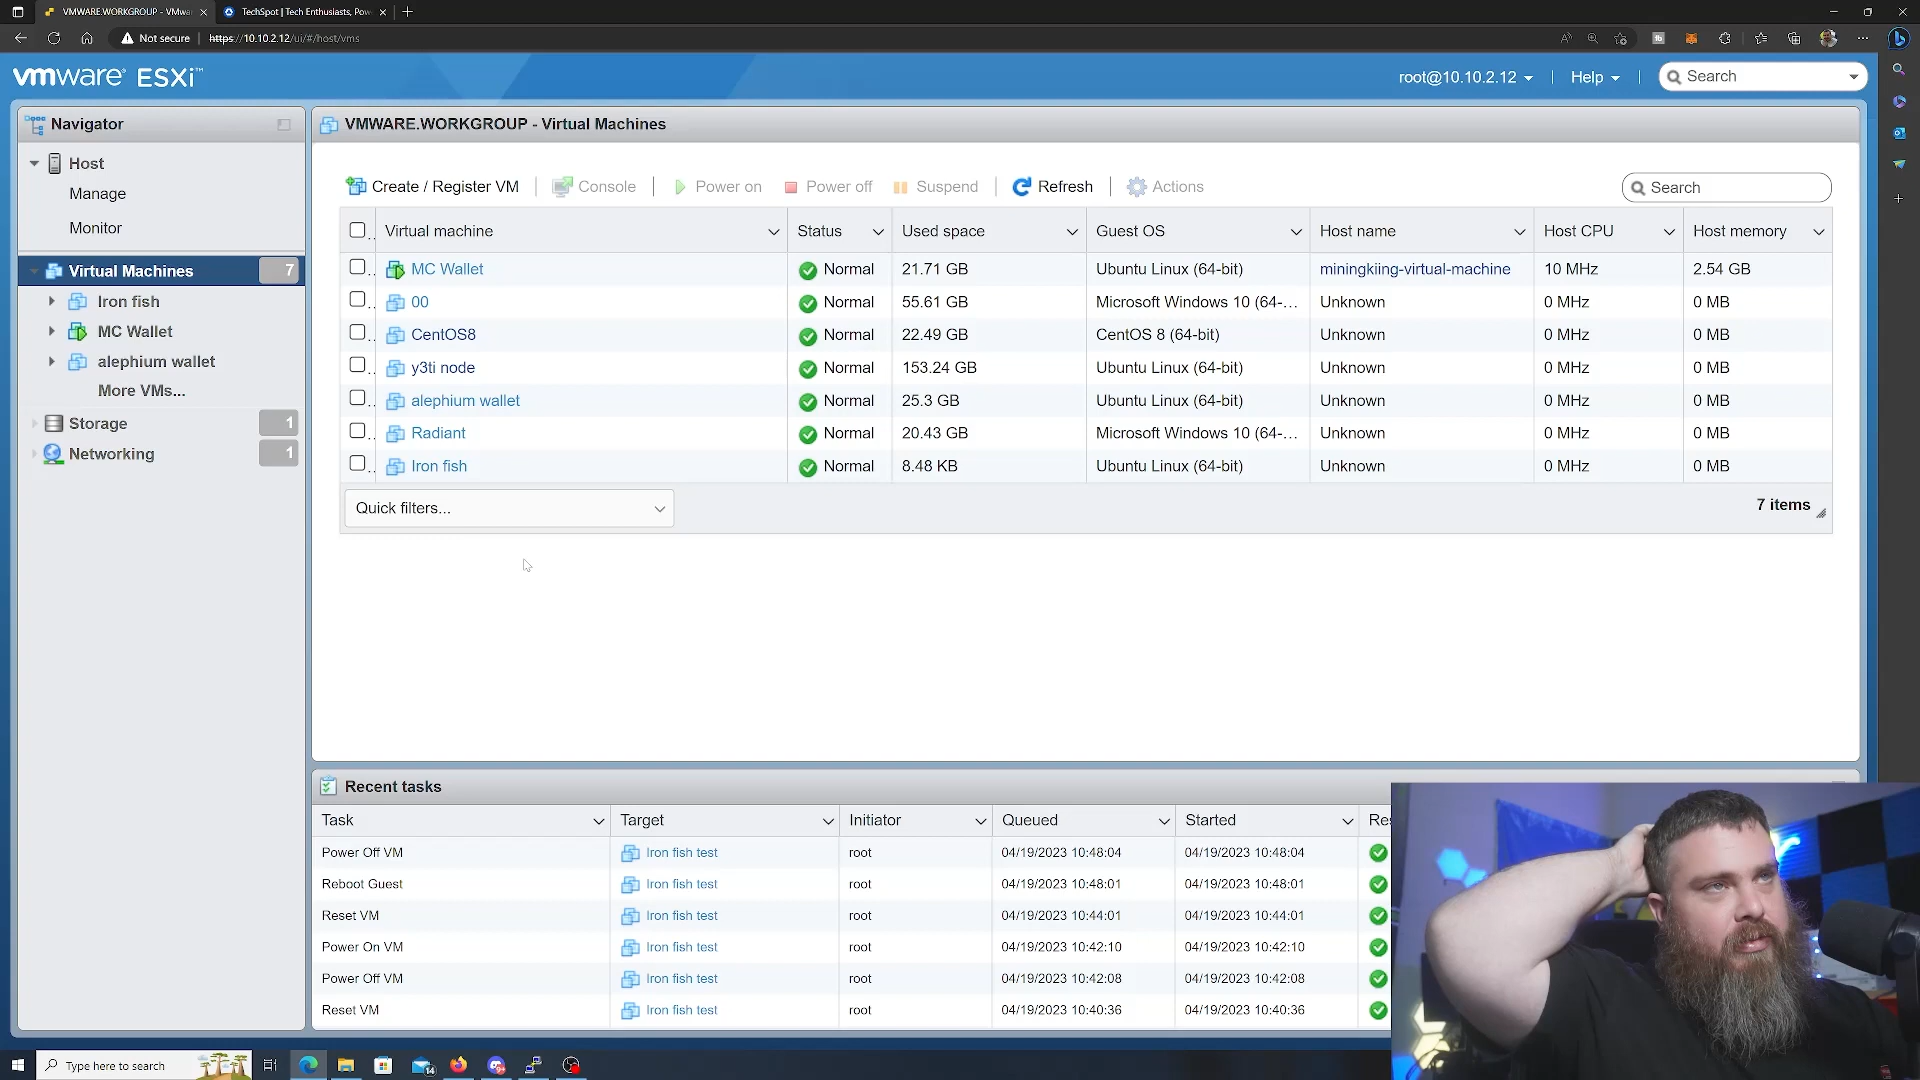 VMWARE.WORKGROUP - VMwa
TechSpot | Tech Enthusiasts, Pow
Not secure
https://10.10.2.12/ui/#/host/vms
vmware ESXi
root@10.10.2.12
Help
Search
Navigator
Host
Manage
Monitor
Virtual Machines 7
Iron fish
MC Wallet
alephium wallet
More VMs...
Storage 1
Networking 1
VMWARE.WORKGROUP - Virtual Machines
Create / Register VM Console Power on Power off Suspend Refresh Actions
Search
Virtual machine Status Used space Guest OS Host name Host CPU Host memory
MC Wallet Normal 21.71 GB Ubuntu Linux (64-bit) miningkiing-virtual-machine 10 MHz 2.54 GB
00 Normal 55.61 GB Microsoft Windows 10 (64-... Unknown 0 MHz 0 MB
CentOS8 Normal 22.49 GB CentOS 8 (64-bit) Unknown 0 MHz 0 MB
y3ti node Normal 153.24 GB Ubuntu Linux (64-bit) Unknown 0 MHz 0 MB
alephium wallet Normal 25.3 GB Ubuntu Linux (64-bit) Unknown 0 MHz 0 MB
Radiant Normal 20.43 GB Microsoft Windows 10 (64-... Unknown 0 MHz 0 MB
Iron fish Normal 8.48 KB Ubuntu Linux (64-bit) Unknown 0 MHz 0 MB
Quick filters...
7 items
Recent tasks
Task Target Initiator Queued Started Res
Power Off VM Iron fish test root 04/19/2023 10:48:04 04/19/2023 10:48:04
Reboot Guest Iron fish test root 04/19/2023 10:48:01 04/19/2023 10:48:01
Reset VM Iron fish test root 04/19/2023 10:44:01 04/19/2023 10:44:01
Power On VM Iron fish test root 04/19/2023 10:42:10 04/19/2023 10:42:10
Power Off VM Iron fish test root 04/19/2023 10:42:08 04/19/2023 10:42:08
Reset VM Iron fish test root 04/19/2023 10:40:36 04/19/2023 10:40:36
Type here to search
14